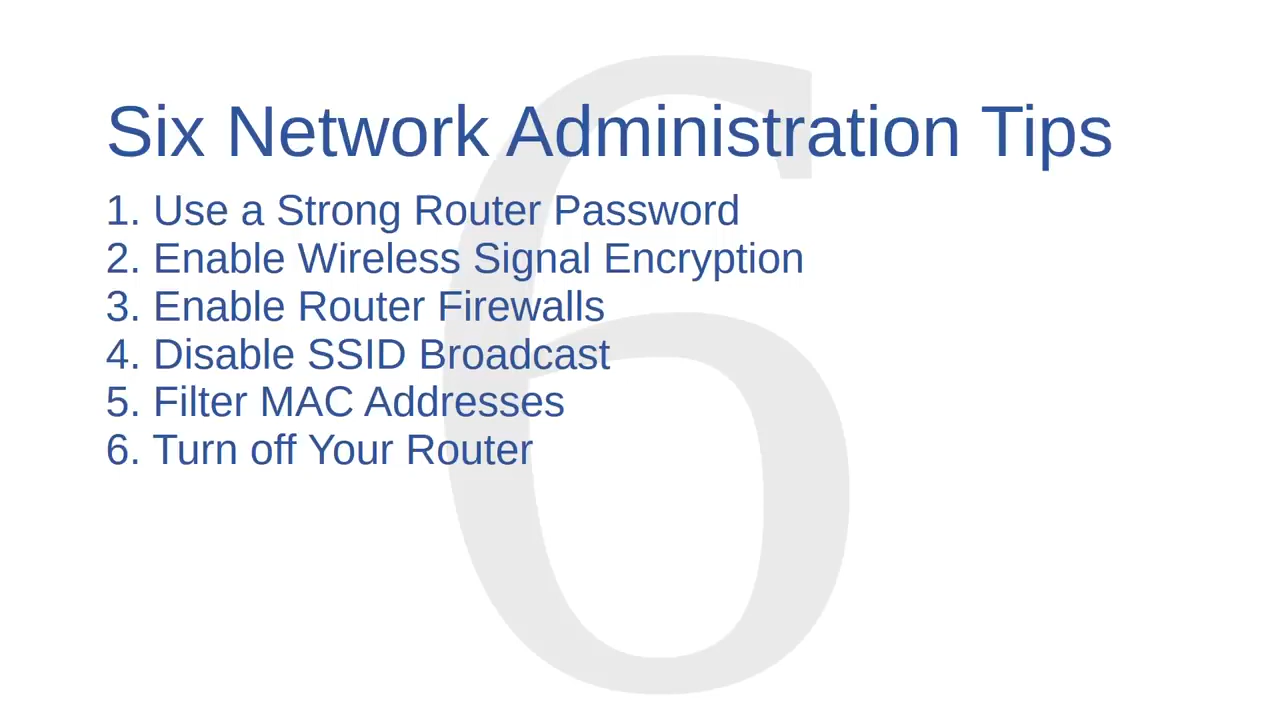 Six Network Administration Tips
1. Use a Strong Router Password
2. Enable Wireless Signal Encryption
3. Enable Router Firewalls
4. Disable SSID Broadcast
5. Filter MAC Addresses
6. Turn off Your Router
6